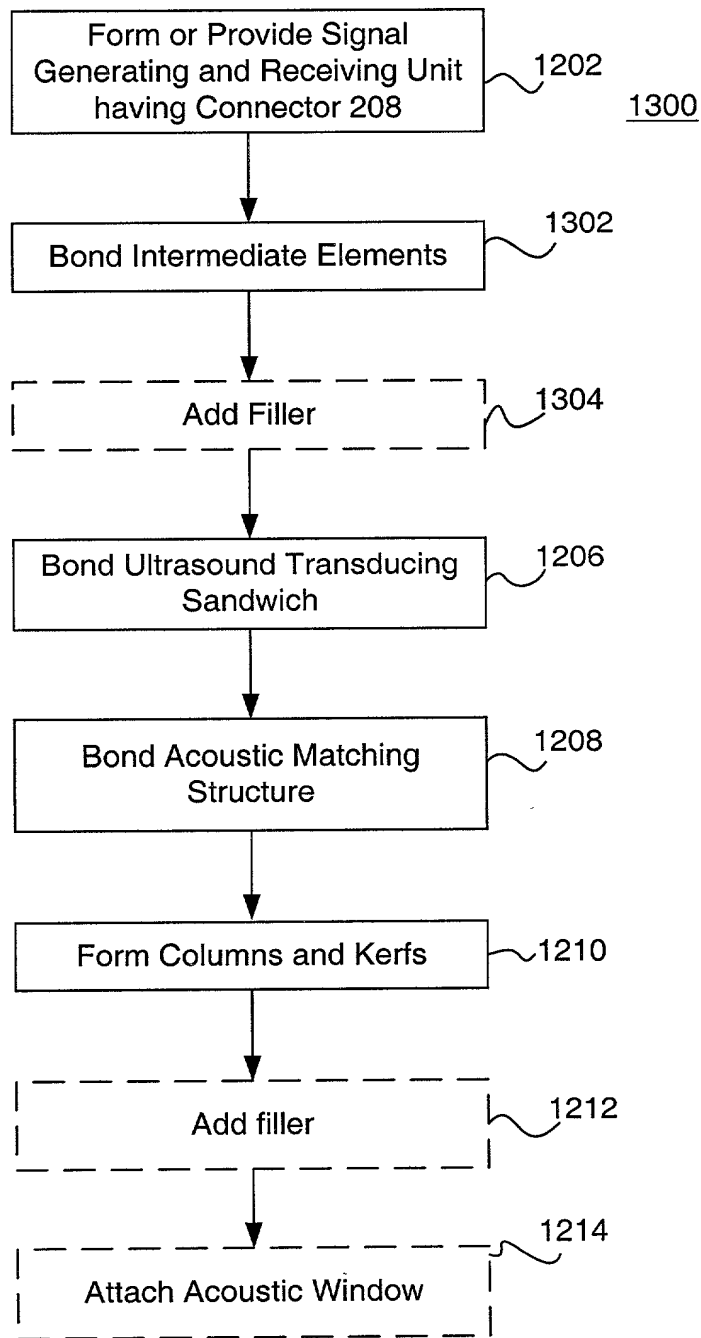 Form or Provide Signal
Generating and Receiving Unit
having Connector 208
1202
1300
Bond Intermediate Elements
1302
Add Filler
1304
Bond Ultrasound Transducing
Sandwich
1206
Bond Acoustic Matching
Structure
1208
Form Columns and Kerfs
1210
Add filler
1212
Attach Acoustic Window
1214